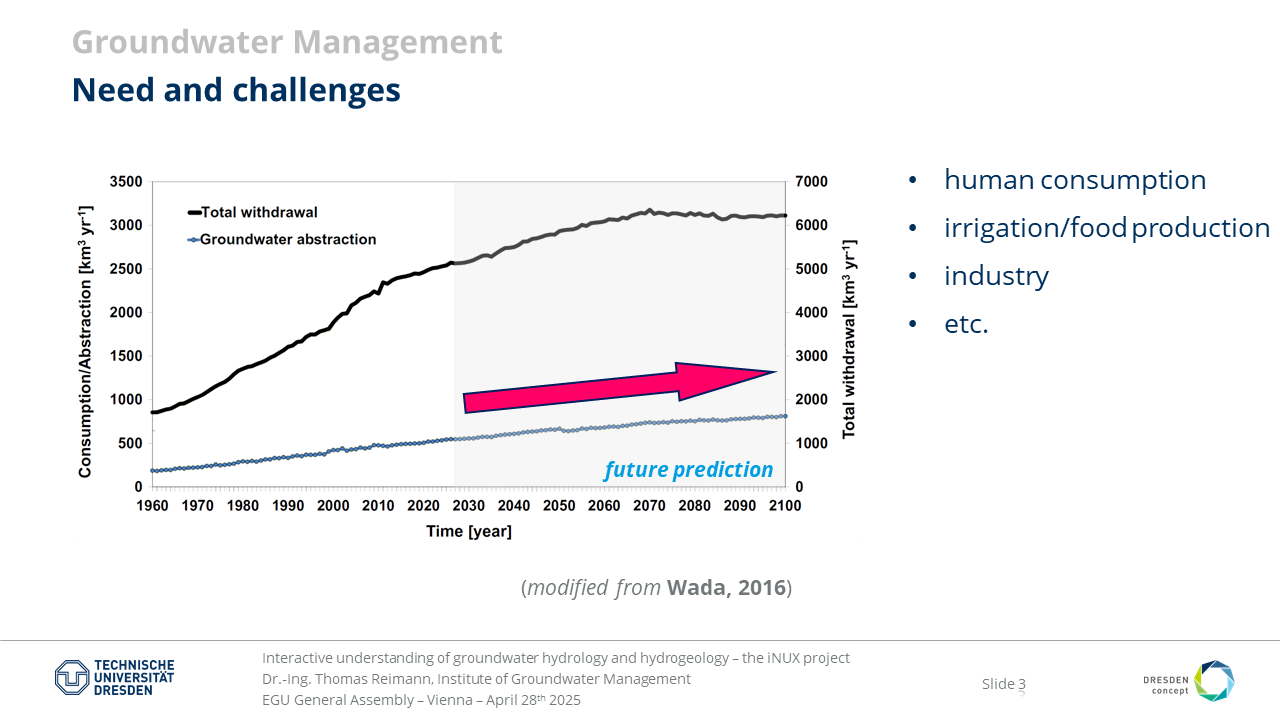 Groundwater Management
Need and challenges
Consumption/Abstraction [km³ yr⁻¹]
3500
3000
2500
2000
1500
1000
500
0
Total withdrawal
Groundwater abstraction
future prediction
7000
6000
5000
4000
3000
2000
1000
0
Total withdrawal [km³ yr⁻¹]
1960 1970 1980 1990 2000 2010 2020 2030 2040 2050 2060 2070 2080 2090 2100
Time [year]
(modified from Wada, 2016)
• human consumption
• irrigation/food production
• industry
• etc.
TECHNISCHE
UNIVERSITÄT
DRESDEN
Interactive understanding of groundwater hydrology and hydrogeology – the iNUX project
Dr.-Ing. Thomas Reimann, Institute of Groundwater Management
EGU General Assembly – Vienna – April 28ᵗʰ 2025
Slide 3
DRESDEN
concept